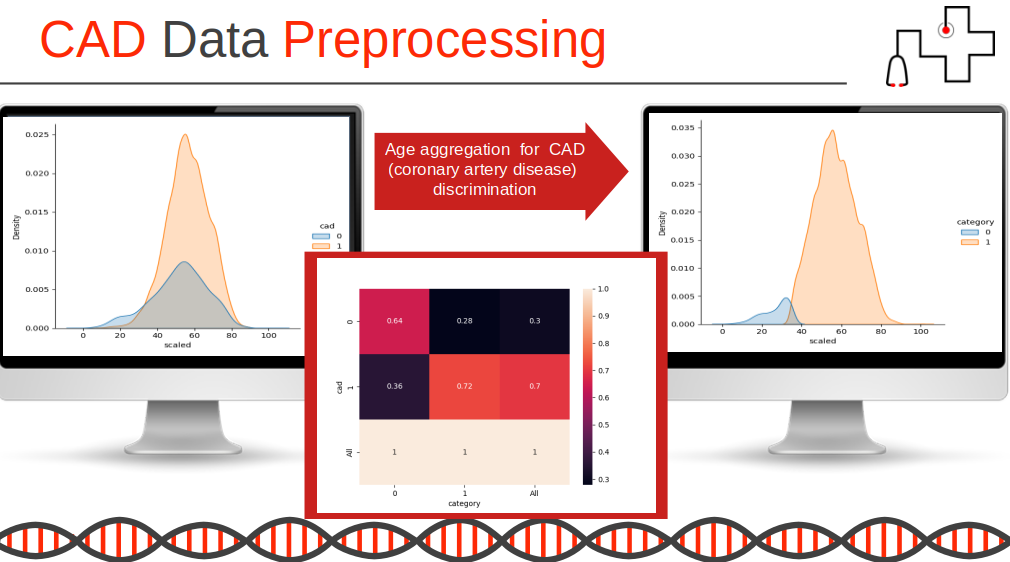 CAD Data Preprocessing
0.025
0.020
0.015
0.010
0.005
0.000
Density
0 20 40 60 80 100
scaled
cad
0
1
Age aggregation for CAD
(coronary artery disease)
discrimination
0.035
0.030
0.025
0.020
0.015
0.010
0.005
0.000
Density
0 20 40 60 80 100
scaled
category
0
1
0.64 0.28 0.3
0.36 0.72 0.7
1 1 1
0
1
All
cad
0 1 All
category
1.0
0.9
0.8
0.7
0.6
0.5
0.4
0.3